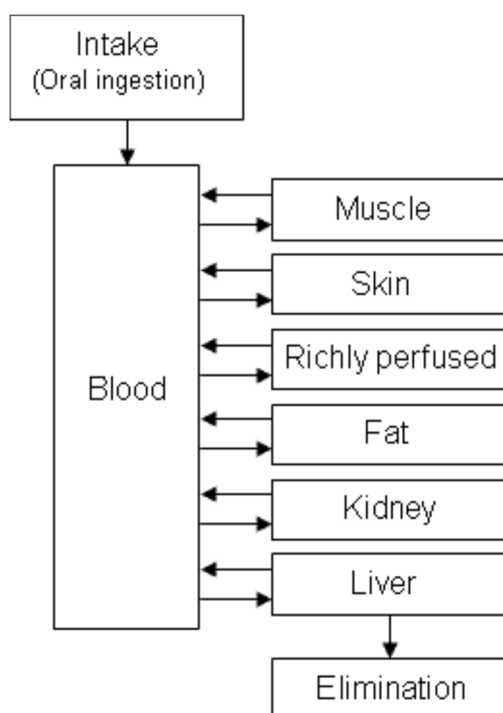 Intake
(Oral ingestion)
Muscle
Skin
Richly perfused
Blood
Fat
Kidney
Liver
Elimination